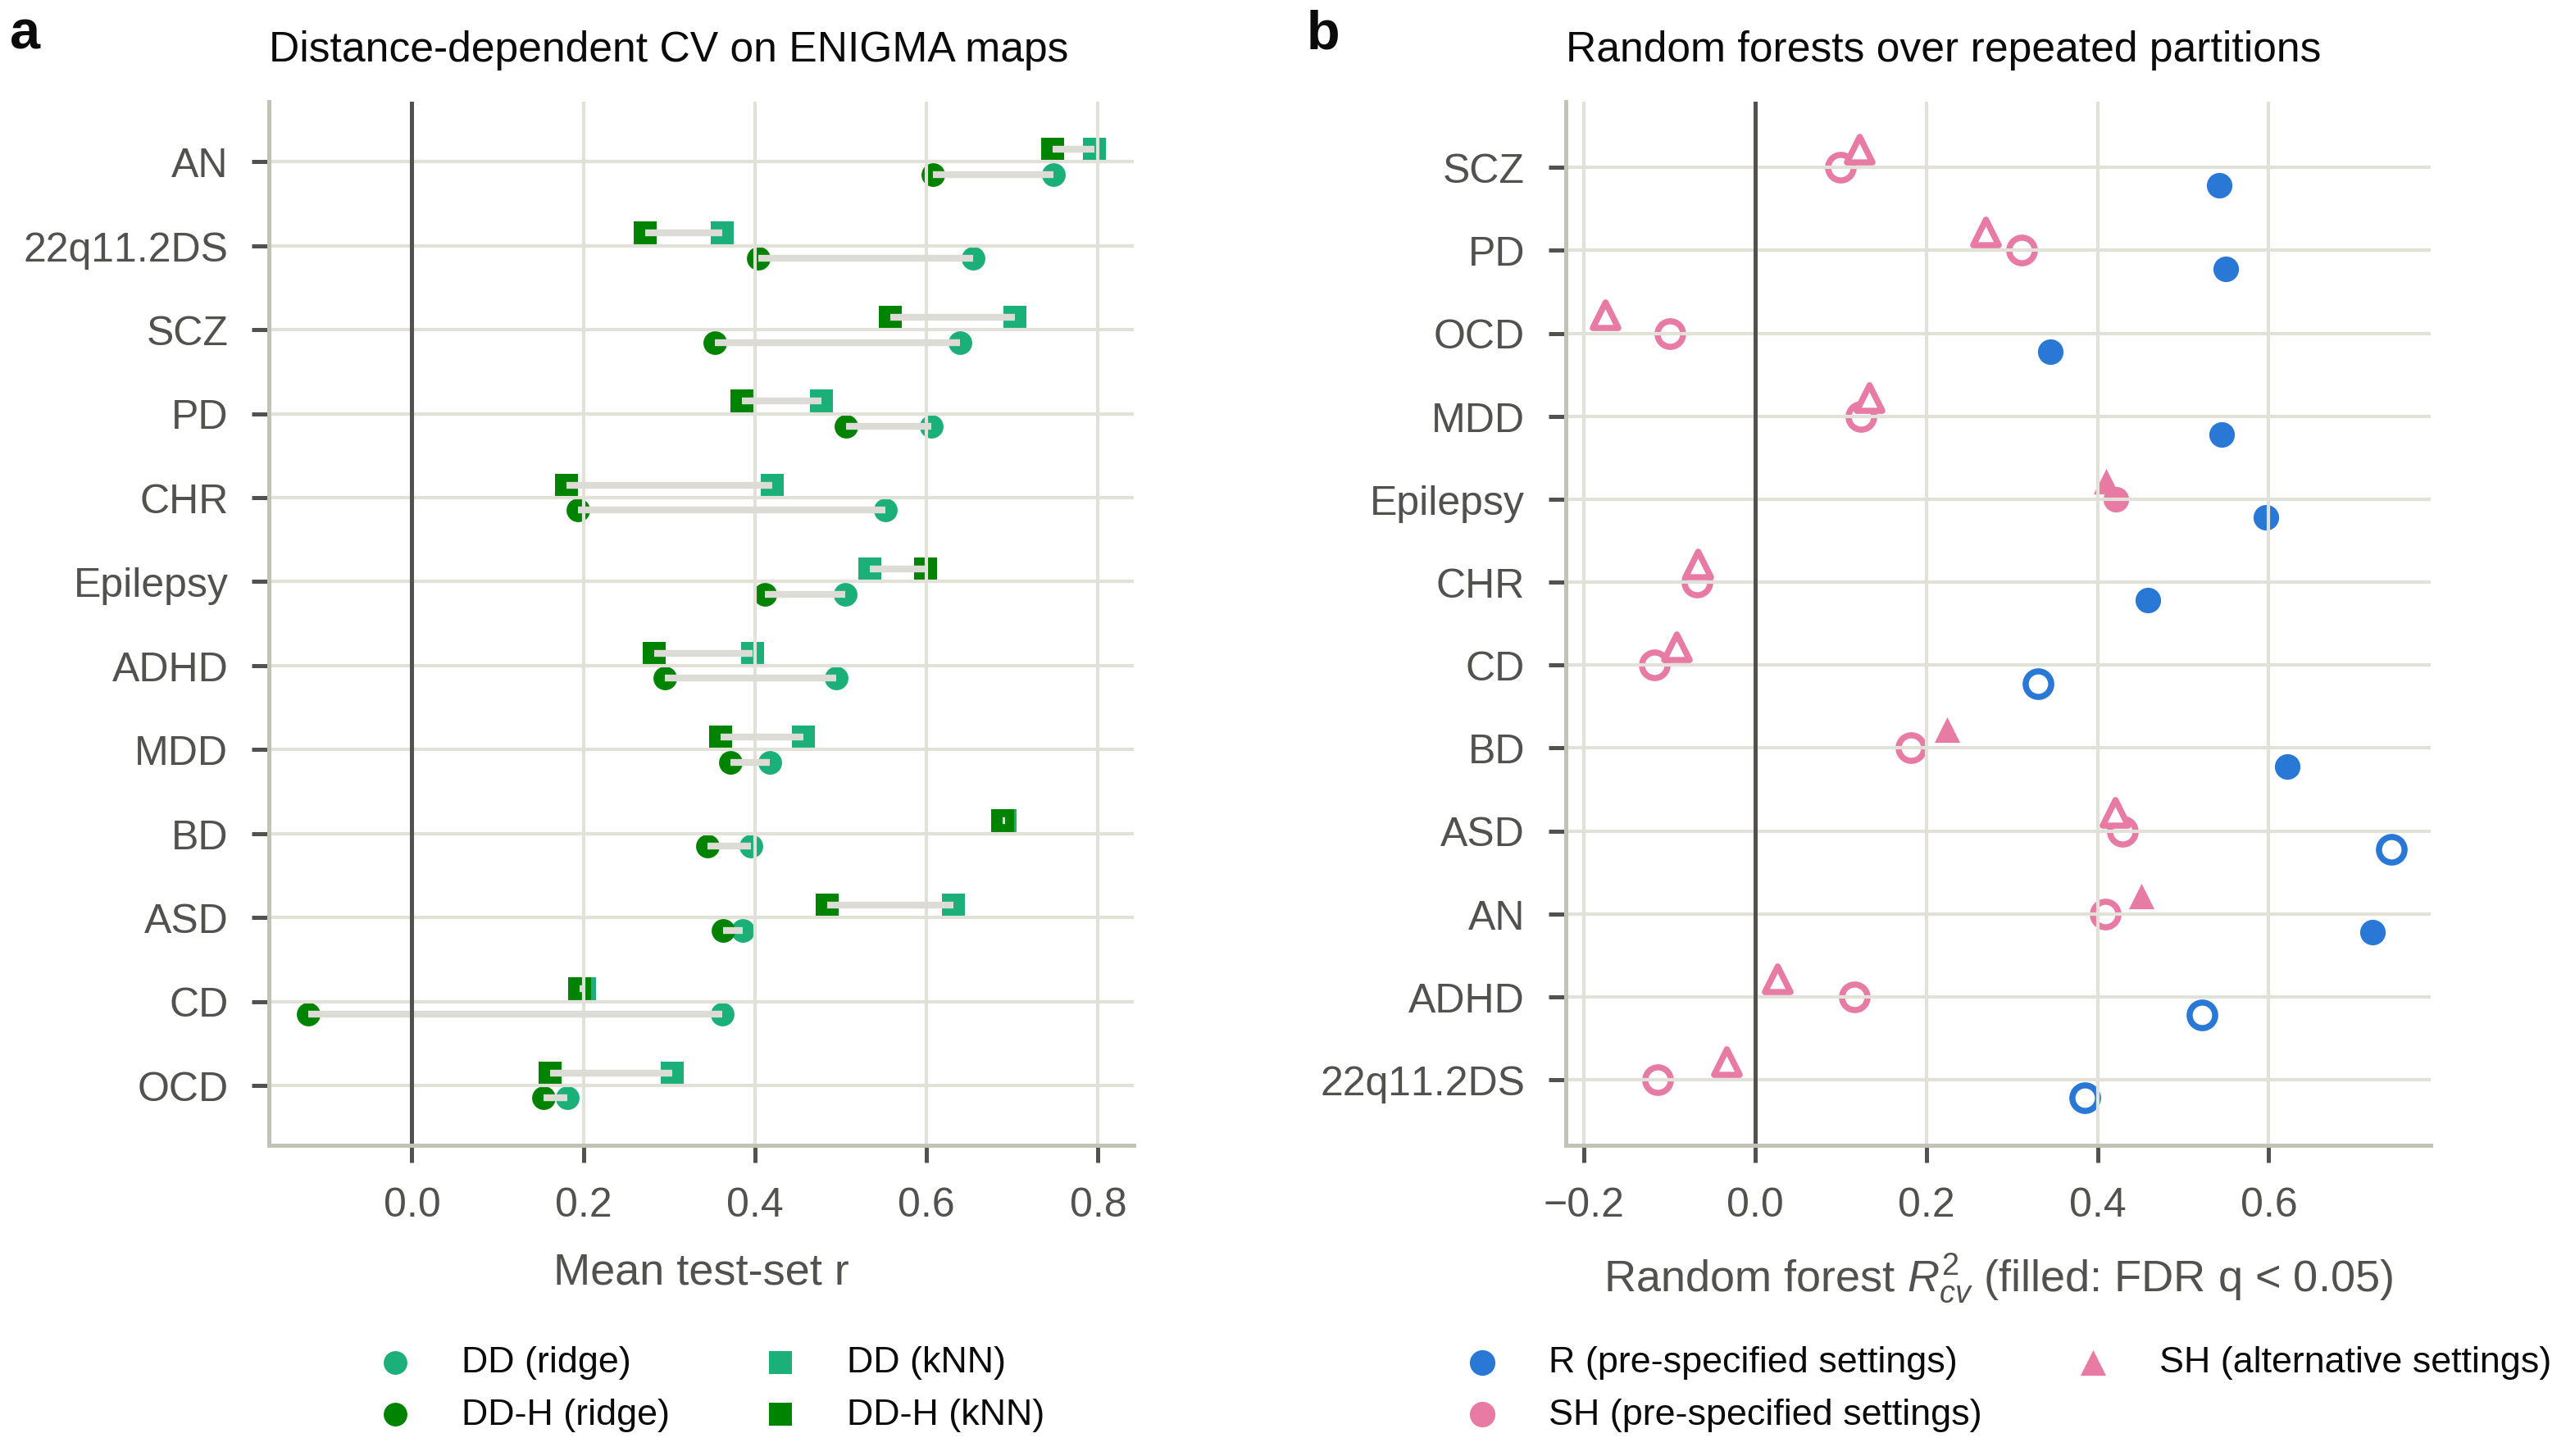 a
Distance-dependent CV on ENIGMA maps
AN
22q11.2DS
SCZ
PD
CHR
Epilepsy
ADHD
MDD
BD
ASD
CD
OCD
0.0 0.2 0.4 0.6 0.8
Mean test-set r
DD (ridge) DD (kNN)
DD-H (ridge) DD-H (kNN)
b
Random forests over repeated partitions
SCZ
PD
OCD
MDD
Epilepsy
CHR
CD
BD
ASD
AN
ADHD
22q11.2DS
−0.2 0.0 0.2 0.4 0.6
Random forest R²cv (filled: FDR q < 0.05)
R (pre-specified settings) SH (alternative settings)
SH (pre-specified settings)